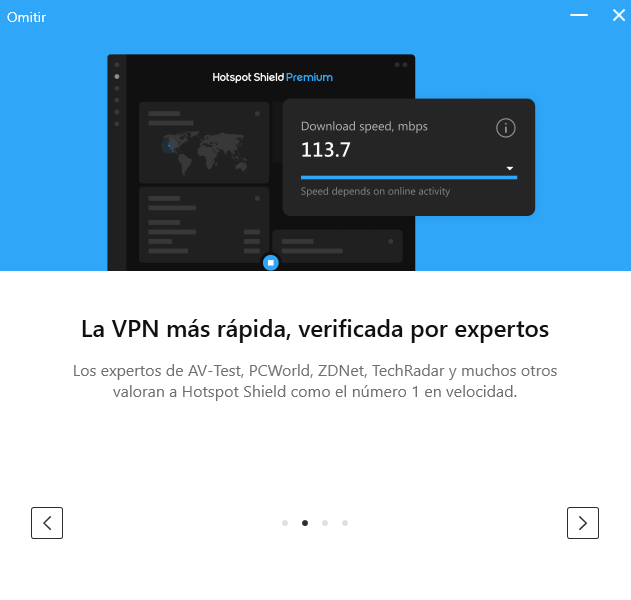 Omitir
Hotspot Shield Premium
Download speed, mbps
113.7
Speed depends on online activity
La VPN más rápida, verificada por expertos
Los expertos de AV-Test, PCWorld, ZDNet, TechRadar y muchos otros
valoran a Hotspot Shield como el número 1 en velocidad.